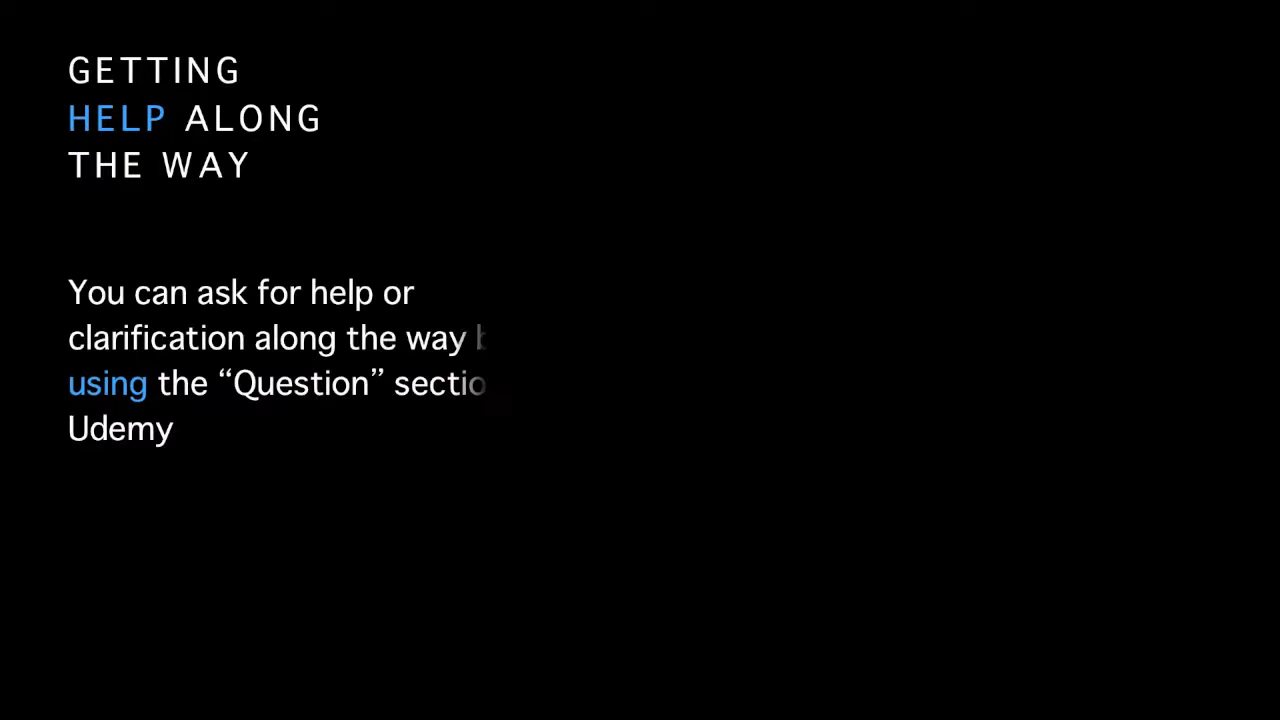 GETTING
HELP ALONG
THE WAY
You can ask for help or
clarification along the way
using the “Question” sectio
Udemy